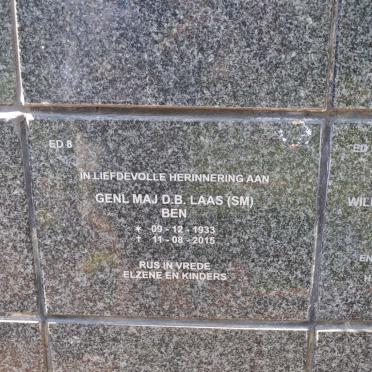 ED 8
IN LIEFDEVOLLE HERINNERING AAN
GENL MAJ D.B. LAAS (SM)
BEN
* 09 - 12 - 1933
† 11 - 08 - 2015
RUS IN VREDE
ELZENE EN KINDERS
ED